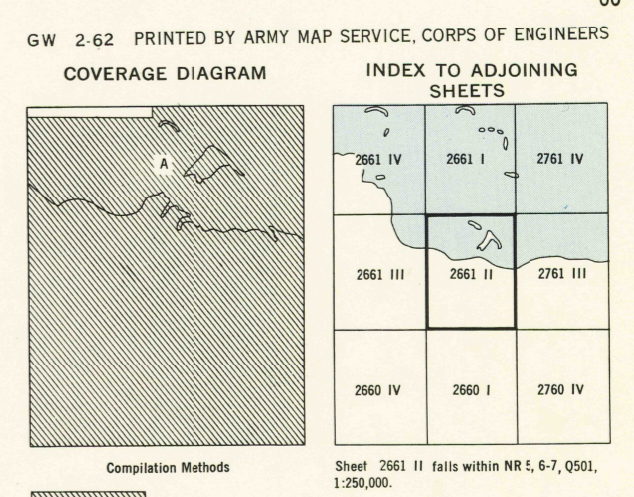 GW 2-62 PRINTED BY ARMY MAP SERVICE, CORPS OF ENGINEERS
COVERAGE DIAGRAM
A
Compilation Methods
INDEX TO ADJOINING
SHEETS
2661 IV 2661 I 2761 IV
2661 III 2661 II 2761 III
2660 IV 2660 I 2760 IV
Sheet 2661 II falls within NR 5, 6-7, Q501,
1:250,000.